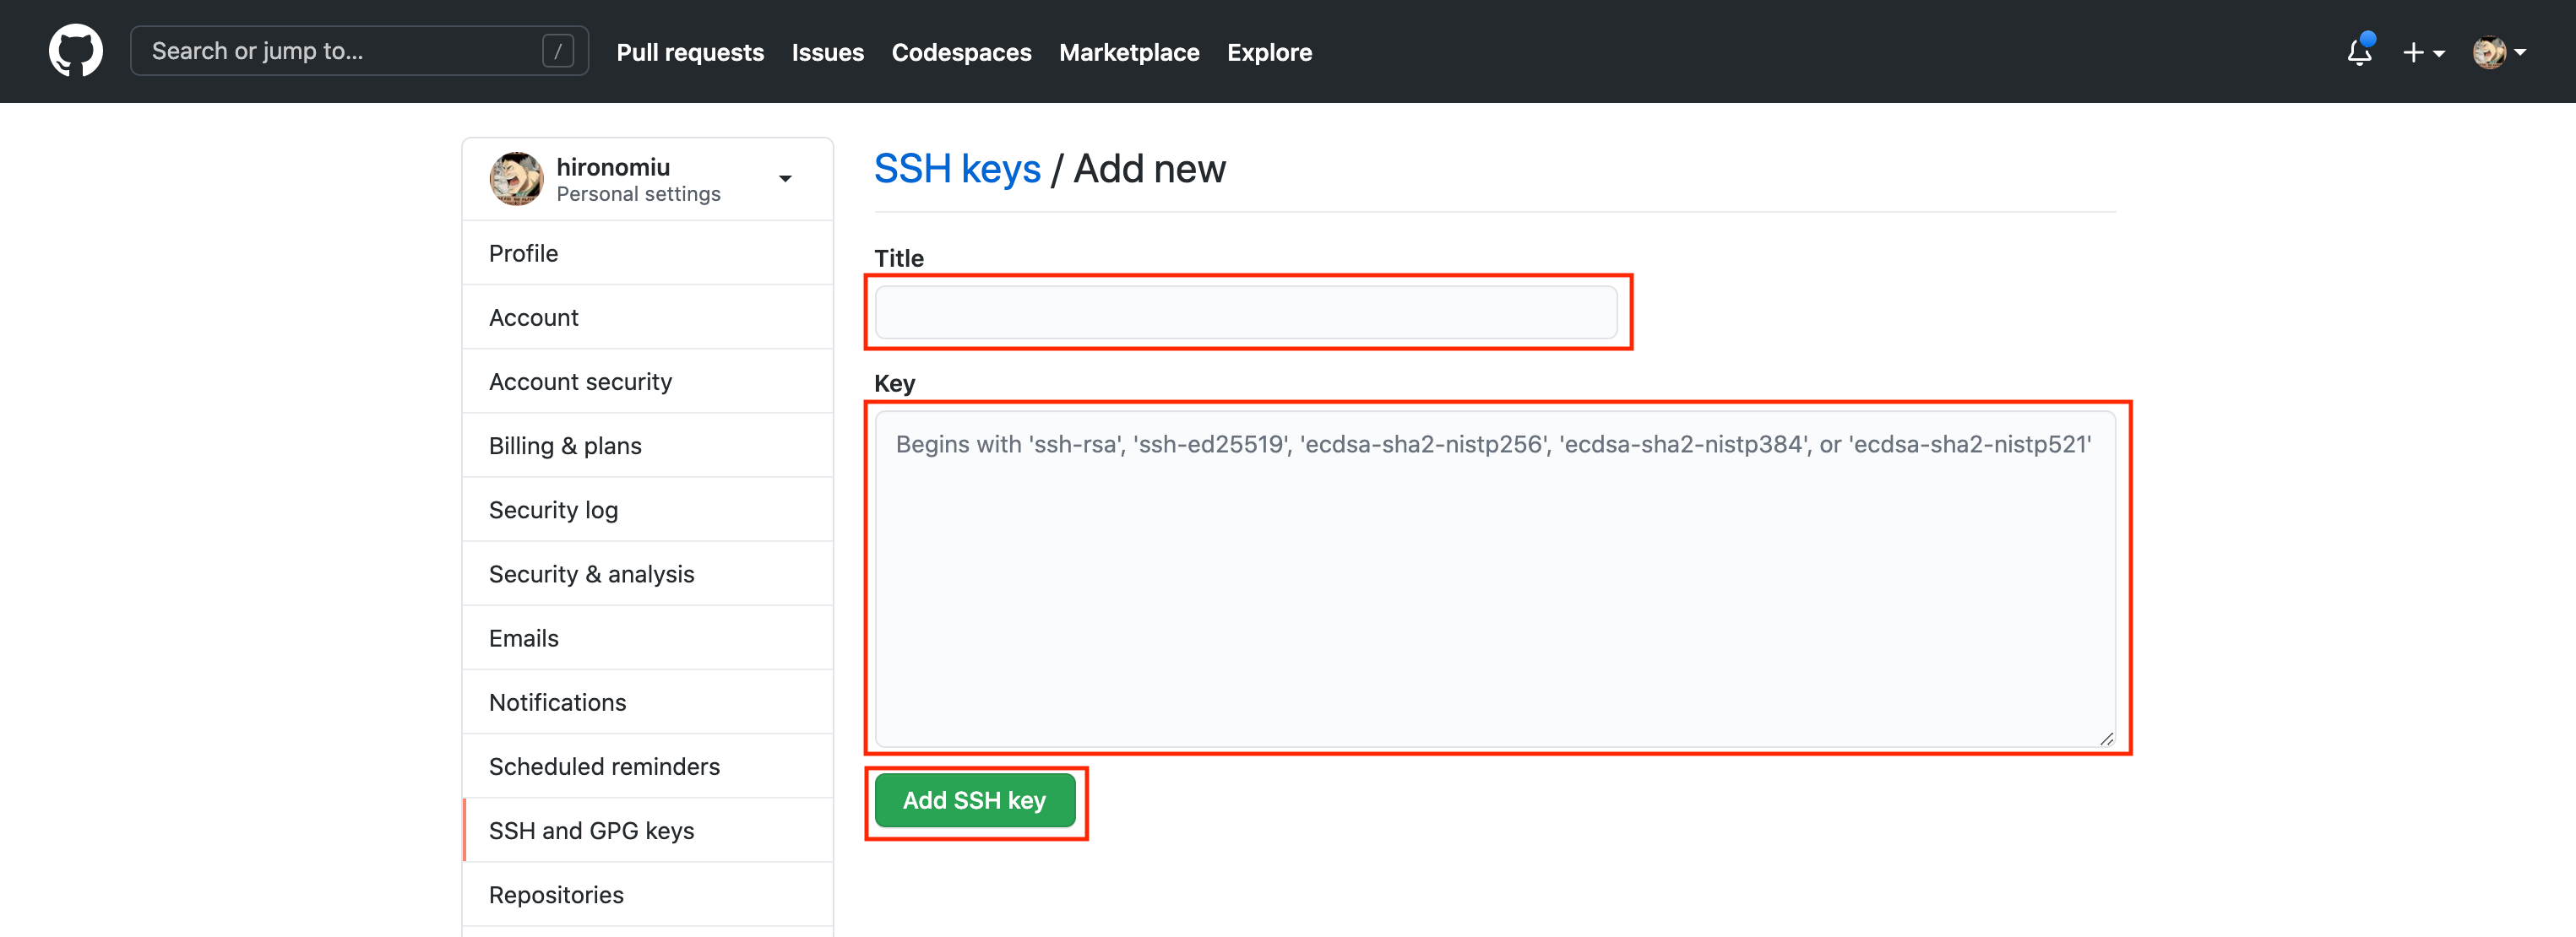 Search or jump to... /
Pull requests Issues Codespaces Marketplace Explore
hironomiu
Personal settings
Profile
Account
Account security
Billing & plans
Security log
Security & analysis
Emails
Notifications
Scheduled reminders
SSH and GPG keys
Repositories
SSH keys / Add new
Title
Key
Begins with 'ssh-rsa', 'ssh-ed25519', 'ecdsa-sha2-nistp256', 'ecdsa-sha2-nistp384', or 'ecdsa-sha2-nistp521'
Add SSH key